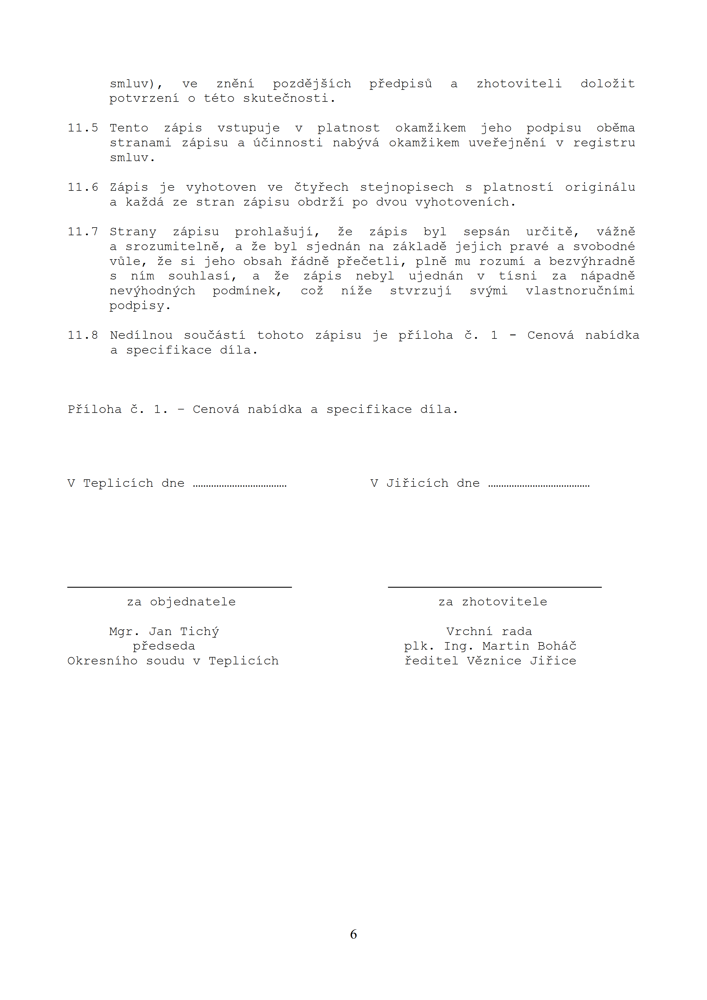 smluv), ve znění pozdějších předpisů a zhotoviteli doložit
potvrzení o této skutečnosti.
11.5 Tento zápis vstupuje v platnost okamžikem jeho podpisu oběma
stranami zápisu a účinnosti nabývá okamžikem uveřejnění v registru
smluv.
11.6 Zápis je vyhotoven ve čtyřech stejnopisech s platností originálu
a každá ze stran zápisu obdrží po dvou vyhotoveních.
11.7 Strany zápisu prohlašují, že zápis byl sepsán určitě, vážně
a srozumitelně, a že byl sjednán na základě jejich pravé a svobodné
vůle, že si jeho obsah řádně přečetli, plně mu rozumí a bezvýhradně
s ním souhlasí, a že zápis nebyl ujednán v tísni za nápadně
nevýhodných podmínek, což níže stvrzují svými vlastnoručními
podpisy.
11.8 Nedílnou součástí tohoto zápisu je příloha č. 1 - Cenová nabídka
a specifikace díla.
Příloha č. 1. – Cenová nabídka a specifikace díla.
V Teplicích dne ……………………………… V Jiřicích dne …………………………………
za objednatele za zhotovitele
Mgr. Jan Tichý Vrchní rada
předseda plk. Ing. Martin Boháč
Okresního soudu v Teplicích ředitel Věznice Jiřice
6